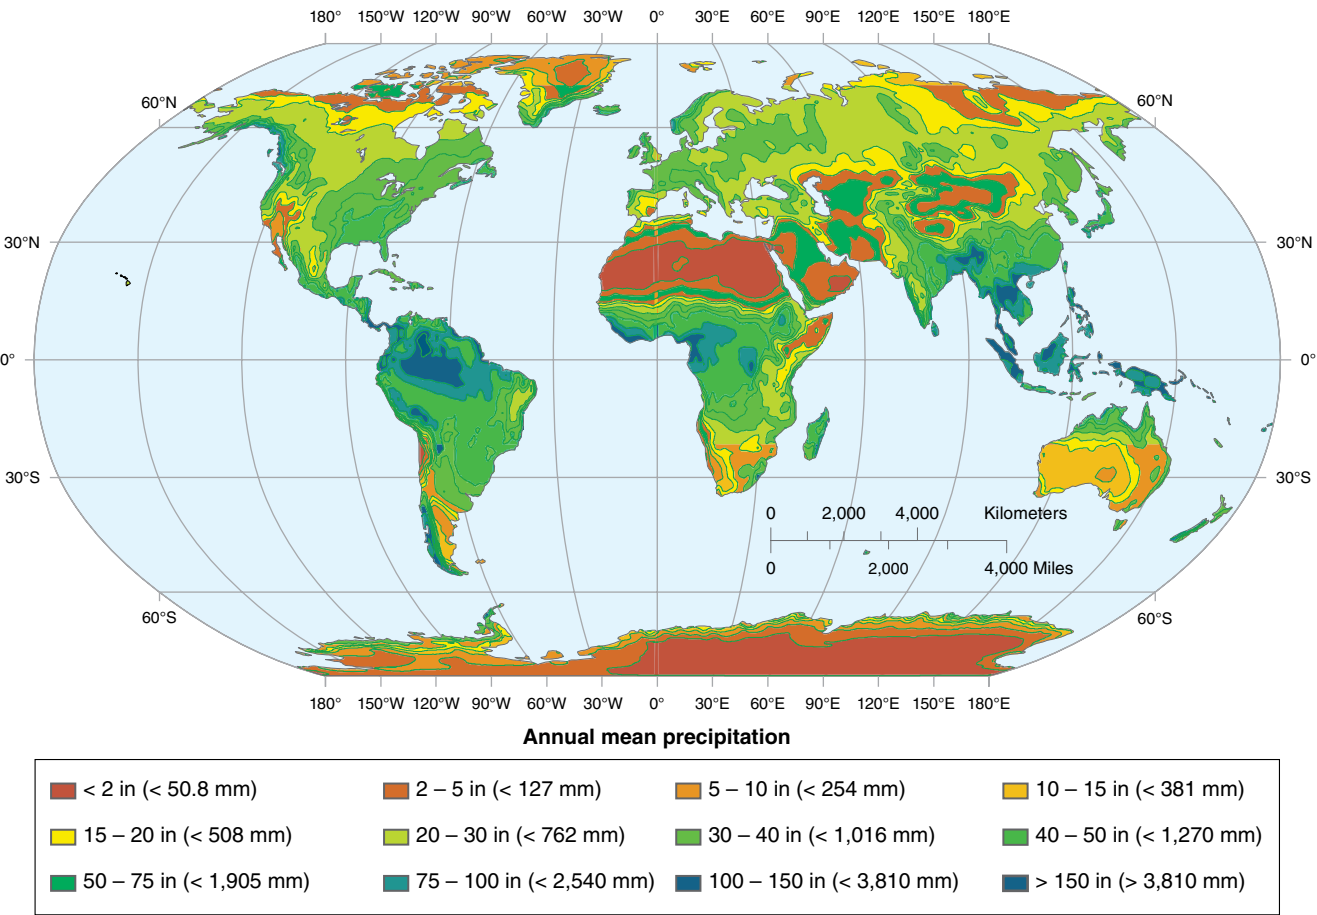 180° 150°W 120°W 90°W 60°W 30°W 0° 30°E 60°E 90°E 120°E 150°E 180°E
60°N 60°N
30°N 30°N
0° 0°
30°S 30°S
0 2,000 4,000 Kilometers
0 2,000 4,000 Miles
60°S 60°S
180° 150°W 120°W 90°W 60°W 30°W 0° 30°E 60°E 90°E 120°E 150°E 180°E
Annual mean precipitation
< 2 in (< 50.8 mm) 2 – 5 in (< 127 mm) 5 – 10 in (< 254 mm) 10 – 15 in (< 381 mm)
15 – 20 in (< 508 mm) 20 – 30 in (< 762 mm) 30 – 40 in (< 1,016 mm) 40 – 50 in (< 1,270 mm)
50 – 75 in (< 1,905 mm) 75 – 100 in (< 2,540 mm) 100 – 150 in (< 3,810 mm) > 150 in (> 3,810 mm)